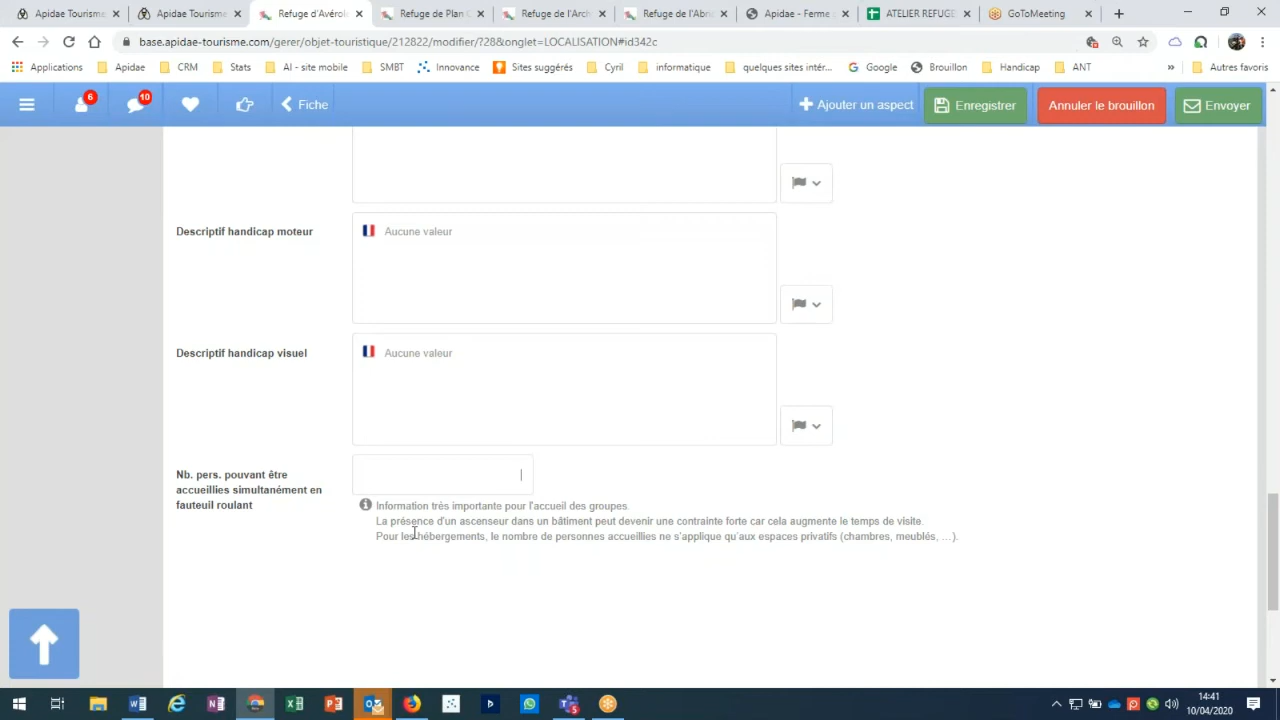 Apidae Tourisme
Apidae Tourisme
Refuge d'Avérol
Refuge de Plan C
Refuge de l'Arch
Refuge de l'Abri
Apidae - Ferme
ATELIER REFUGE
GoToMeeting
base.apidae-tourisme.com/gerer/objet-touristique/212822/modifier/?28&onglet=LOCALISATION#id342c
Applications
Apidae
CRM
Stats
AI - site mobile
SMBT
Innovance
Sites suggérés
Cyril
informatique
quelques sites intér...
Google
Brouillon
Handicap
ANT
»
Autres favoris
6
10
Fiche
Ajouter un aspect
Enregistrer
Annuler le brouillon
Envoyer
Descriptif handicap moteur
Aucune valeur
Descriptif handicap visuel
Aucune valeur
Nb. pers. pouvant être
accueillies simultanément en
fauteuil roulant
Information très importante pour l'accueil des groupes.
La présence d'un ascenseur dans un bâtiment peut devenir une contrainte forte car cela augmente le temps de visite.
Pour les hébergements, le nombre de personnes accueillies ne s'applique qu'aux espaces privatifs (chambres, meublés, ...).
14:41
10/04/2020